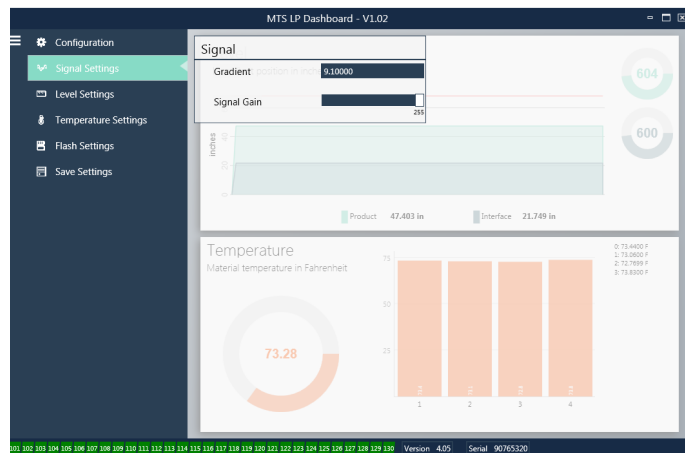 MTS LP Dashboard - V1.02
Configuration
Signal Settings
Level Settings
Temperature Settings
Flash Settings
Save Settings
Signal
Gradient 9.10000
Signal Gain
255
604
600
inches
40
20
0
Product 47.403 in Interface 21.749 in
Temperature
Material temperature in Fahrenheit
73.28
75
50
25
1 2 3 4
0: 73.4400 F
1: 73.0600 F
2: 72.7699 F
3: 73.8300 F
101 102 103 104 105 106 107 108 109 110 111 112 113 114 115 116 117 118 119 120 121 122 123 124 125 126 127 128 129 130 Version 4.05 Serial 90765320